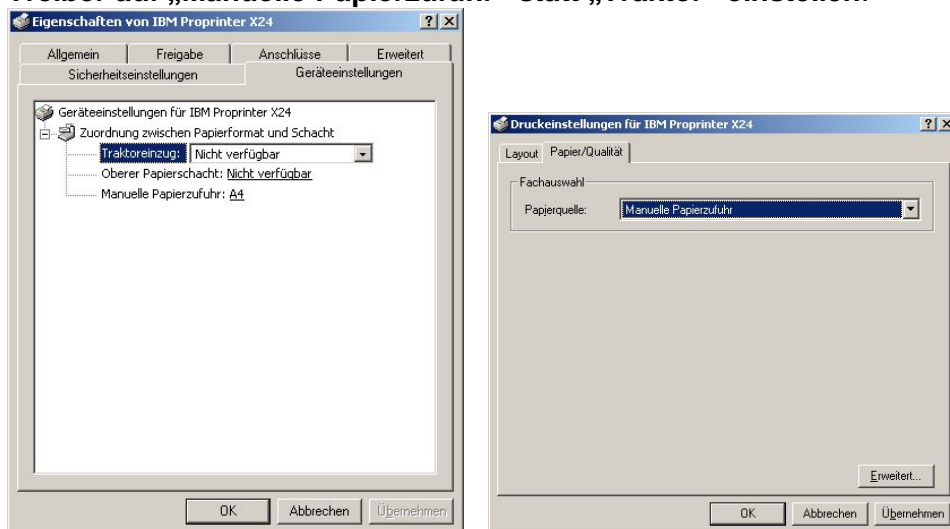 Treiber auf „Manuelle Papierzufuhr“ statt „Traktor“ einstellen.
Eigenschaften von IBM Proprinter X24
Allgemein Freigabe Anschlüsse Erweitert
Sicherheitseinstellungen Geräteeinstellungen
Geräteeinstellungen für IBM Proprinter X24
Zuordnung zwischen Papierformat und Schacht
Traktoreinzug: Nicht verfügbar
Oberer Papierschacht: Nicht verfügbar
Manuelle Papierzufuhr: A4
OK Abbrechen Übernehmen
Druckeinstellungen für IBM Proprinter X24
Layout Papier/Qualität
Fachauswahl
Papierquelle: Manuelle Papierzufuhr
Erweitert...
OK Abbrechen Übernehmen